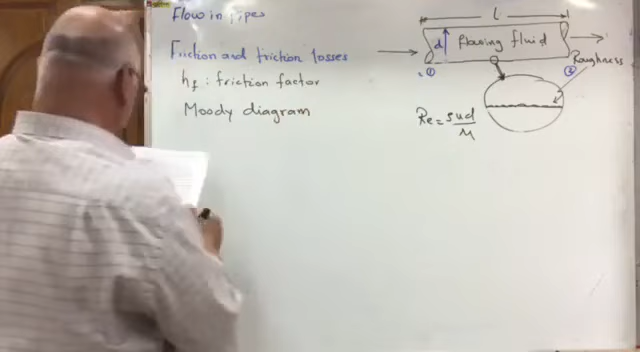 Flow in pipes
Friction and friction losses
hf : friction factor
Moody diagram
l
d
flowing fluid
①
②
Roughness
Re = ρud/μ